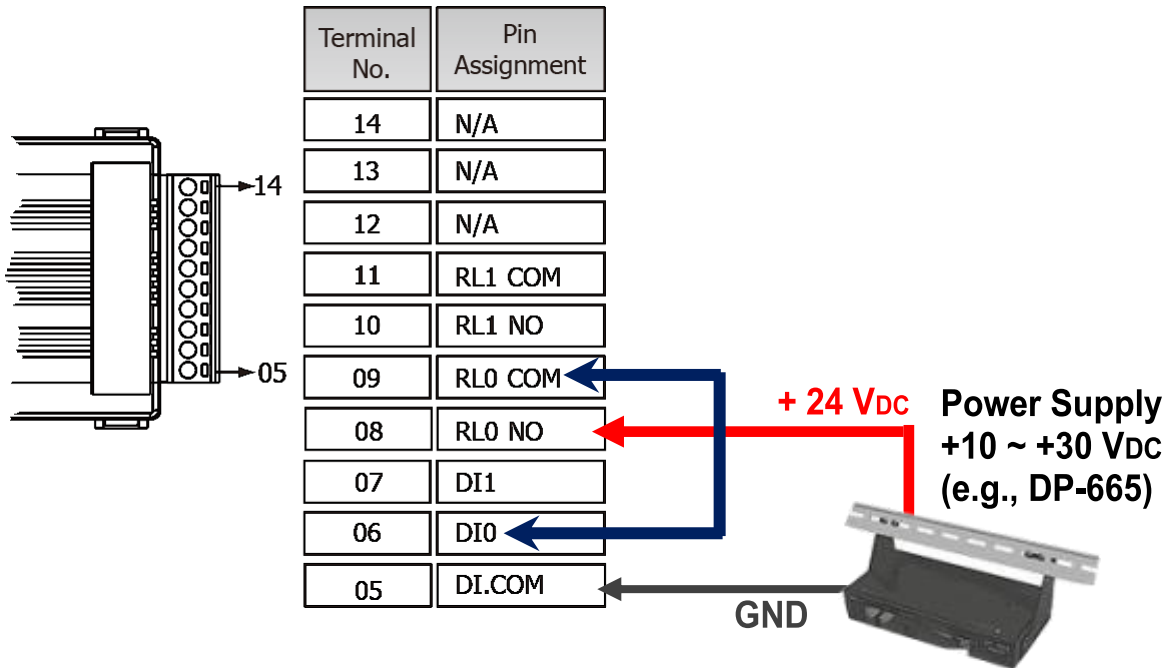 Terminal No. Pin Assignment
14 N/A
13 N/A
12 N/A
11 RL1 COM
10 RL1 NO
09 RL0 COM
08 RL0 NO
07 DI1
06 DI0
05 DI.COM
14
05
+ 24 VDC
Power Supply
+10 ~ +30 VDC
(e.g., DP-665)
GND